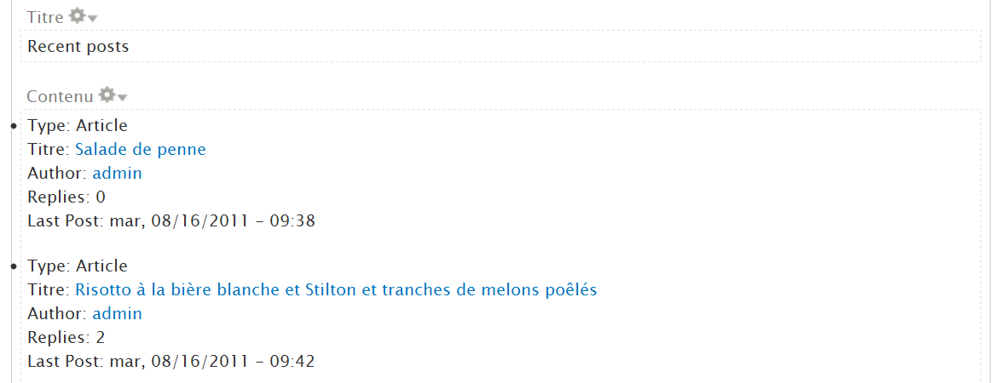 Titre
Recent posts
Contenu
Type: Article
Titre: Salade de penne
Author: admin
Replies: 0
Last Post: mar, 08/16/2011 - 09:38
Type: Article
Titre: Risotto à la bière blanche et Stilton et tranches de melons poêlés
Author: admin
Replies: 2
Last Post: mar, 08/16/2011 - 09:42